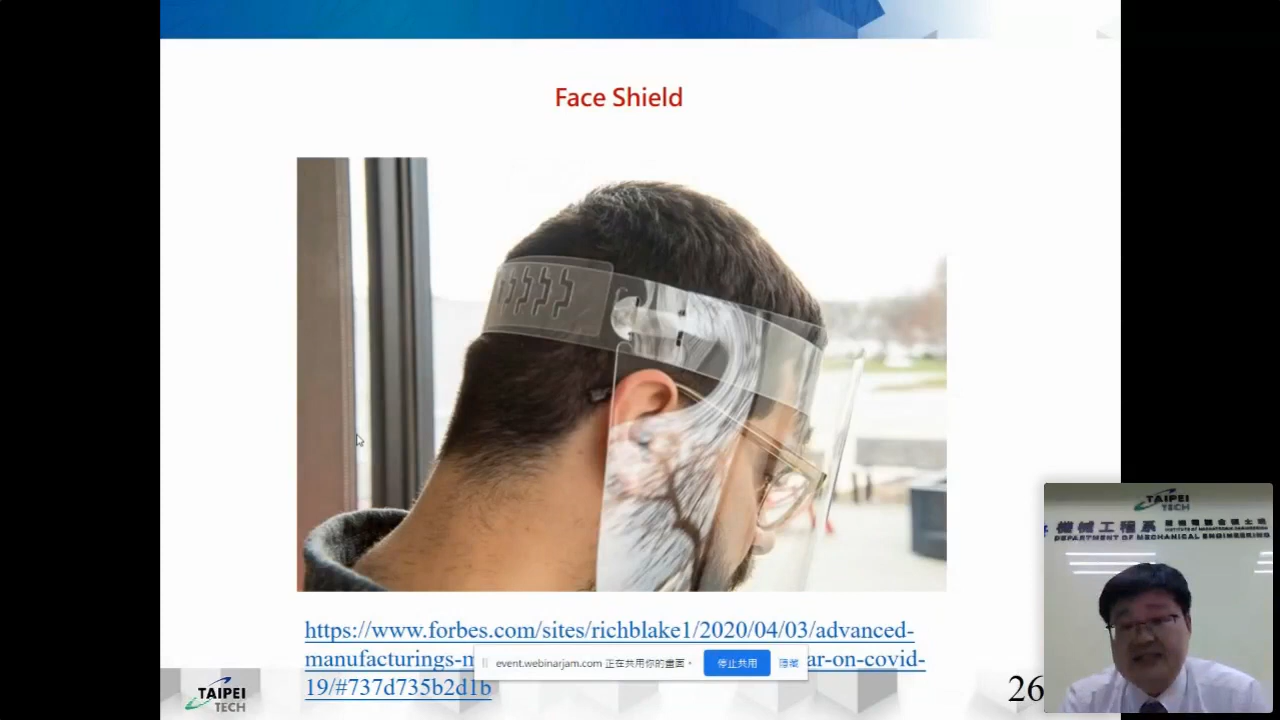 Face Shield
https://www.forbes.com/sites/richblake1/2020/04/03/advanced-
manufacturings- ar-on-covid-
19/#737d735b2d1b
event.webinarjam.com 正在共用你的畫面。
停止共用
隱藏
TAIPEI
TECH
26
TAIPEI
TECH
機械工程系
DEPARTMENT OF MECHANICAL ENGINEERING